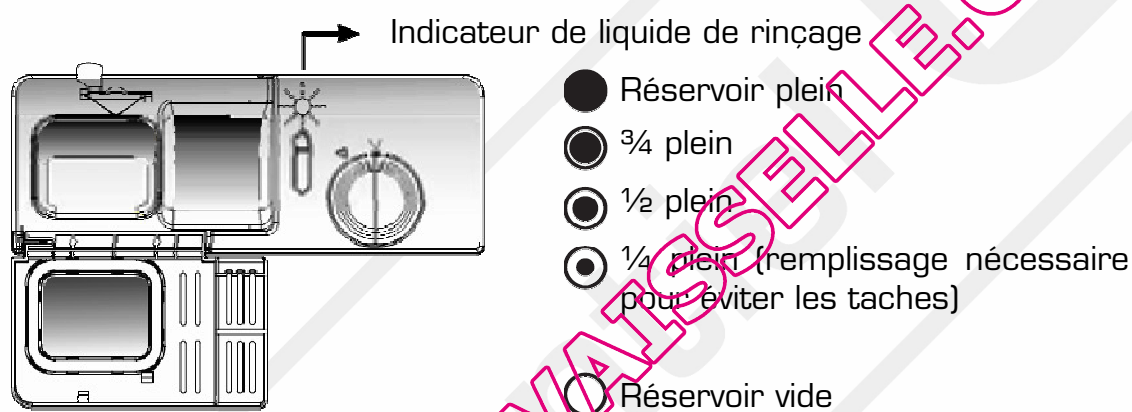 Indicateur de liquide de rinçage
Réservoir plein
¾ plein
½ plein
¼ plein (remplissage nécessaire
pour éviter les taches)
Réservoir vide
VAISSELLE.